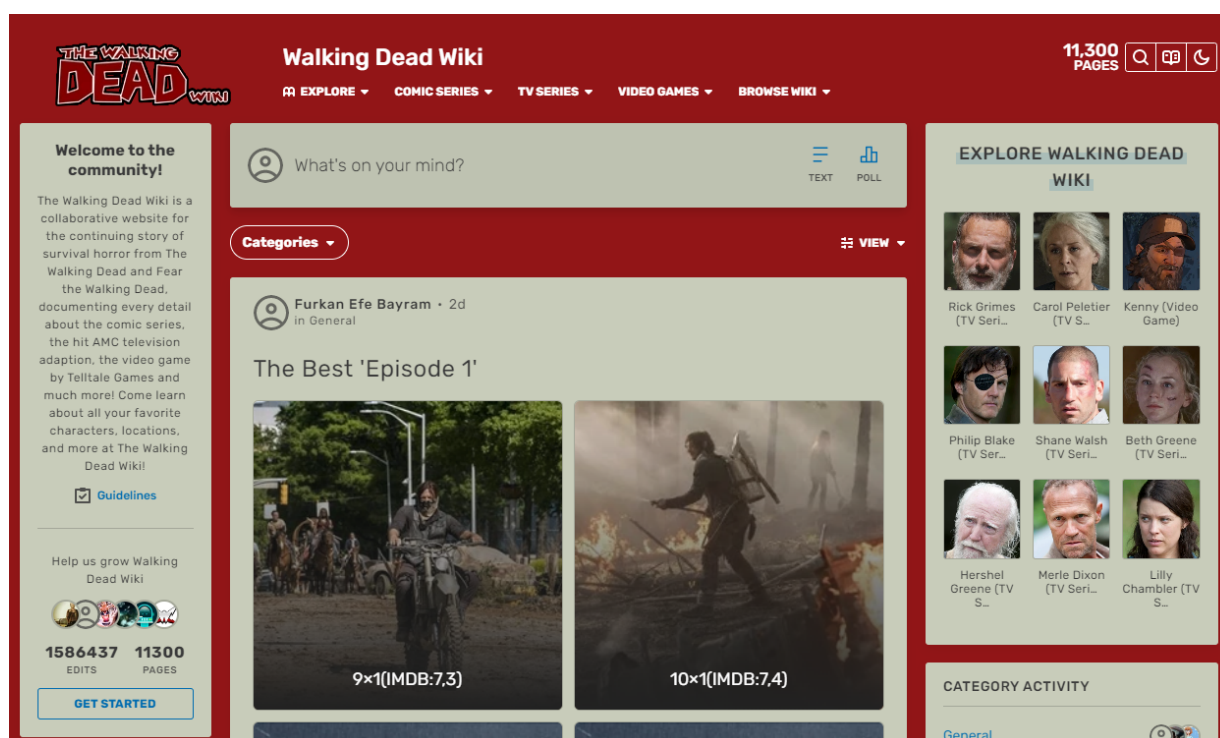 THE WALKING
DEAD WIKI
Walking Dead Wiki
EXPLORE
COMIC SERIES
TV SERIES
VIDEO GAMES
BROWSE WIKI
11,300
PAGES
Welcome to the
community!
The Walking Dead Wiki is a
collaborative website for
the continuing story of
survival horror from The
Walking Dead and Fear
the Walking Dead,
documenting every detail
about the comic series,
the hit AMC television
adaption, the video game
by Telltale Games and
much more! Come learn
about all your favorite
characters, locations,
and more at The Walking
Dead Wiki!
Guidelines
Help us grow Walking
Dead Wiki
1586437 11300
EDITS PAGES
GET STARTED
What's on your mind?
TEXT POLL
Categories
VIEW
Furkan Efe Bayram • 2d
in General
The Best 'Episode 1'
9×1(IMDB:7,3)
10×1(IMDB:7,4)
EXPLORE WALKING DEAD
WIKI
Rick Grimes
(TV Seri...
Carol Peletier
(TV S...
Kenny (Video
Game)
Philip Blake
(TV Ser...
Shane Walsh
(TV Seri...
Beth Greene
(TV Seri...
Hershel
Greene (TV
S...
Merle Dixon
(TV Seri...
Lilly
Chambler (TV
S...
CATEGORY ACTIVITY
General